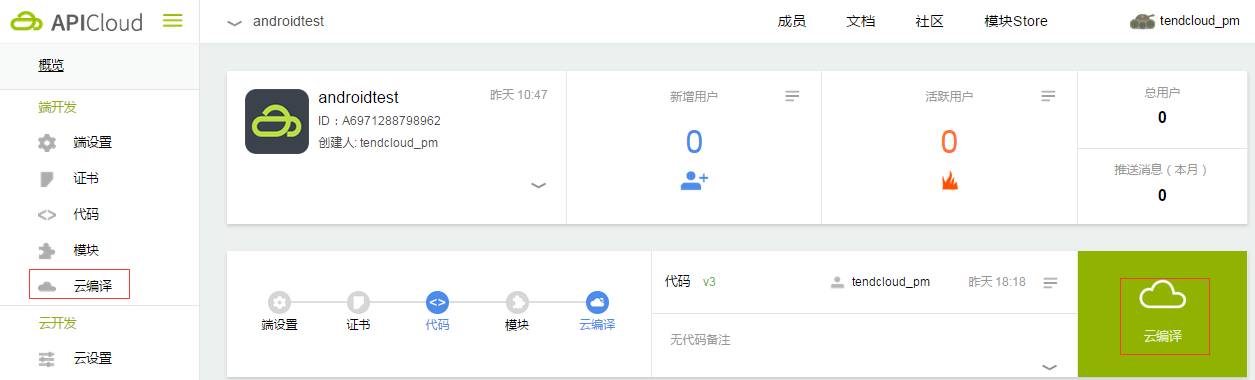 APICloud
androidtest
成员
文档
社区
模块Store
tendcloud_pm
概览
端开发
端设置
证书
代码
模块
云编译
云开发
云设置
androidtest
昨天 10:47
ID：A6971288798962
创建人: tendcloud_pm
新增用户
0
活跃用户
0
总用户
0
推送消息（本月）
0
端设置
证书
代码
模块
云编译
代码 v3
tendcloud_pm
昨天 18:18
无代码备注
云编译